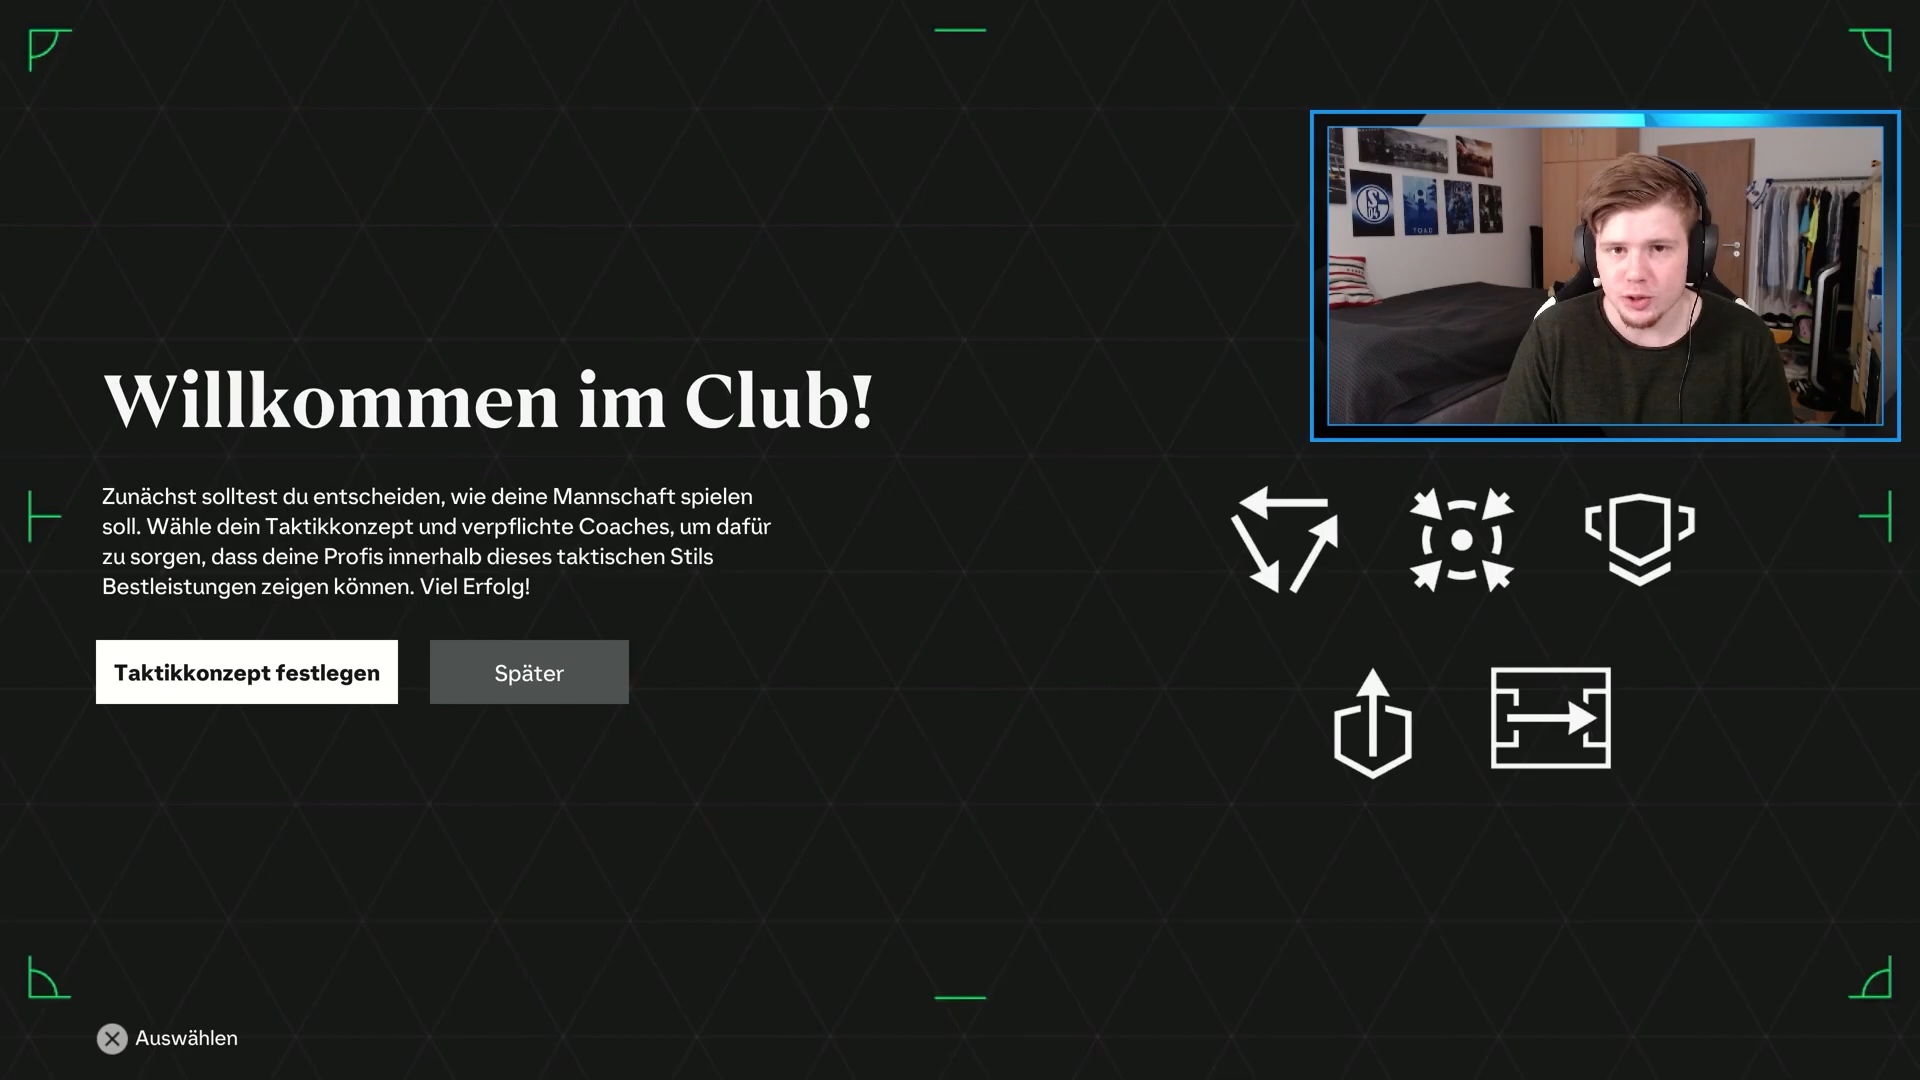 Willkommen im Club!
Zunächst solltest du entscheiden, wie deine Mannschaft spielen
soll. Wähle dein Taktikkonzept und verpflichte Coaches, um dafür
zu sorgen, dass deine Profis innerhalb dieses taktischen Stils
Bestleistungen zeigen können. Viel Erfolg!
Taktikkonzept festlegen
Später
Auswählen
S04
TOAD